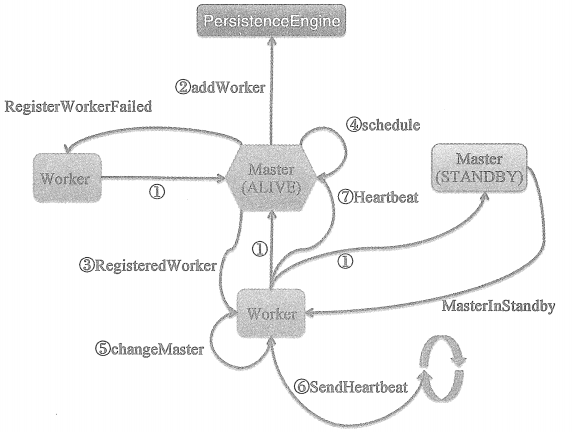 PersistenceEngine
②addWorker
RegisterWorkerFailed
④schedule
Worker
①
Master
(ALIVE)
Master
(STANDBY)
⑦Heartbeat
①
①
③RegisteredWorker
Worker
MasterInStandby
⑤changeMaster
⑥SendHeartbeat